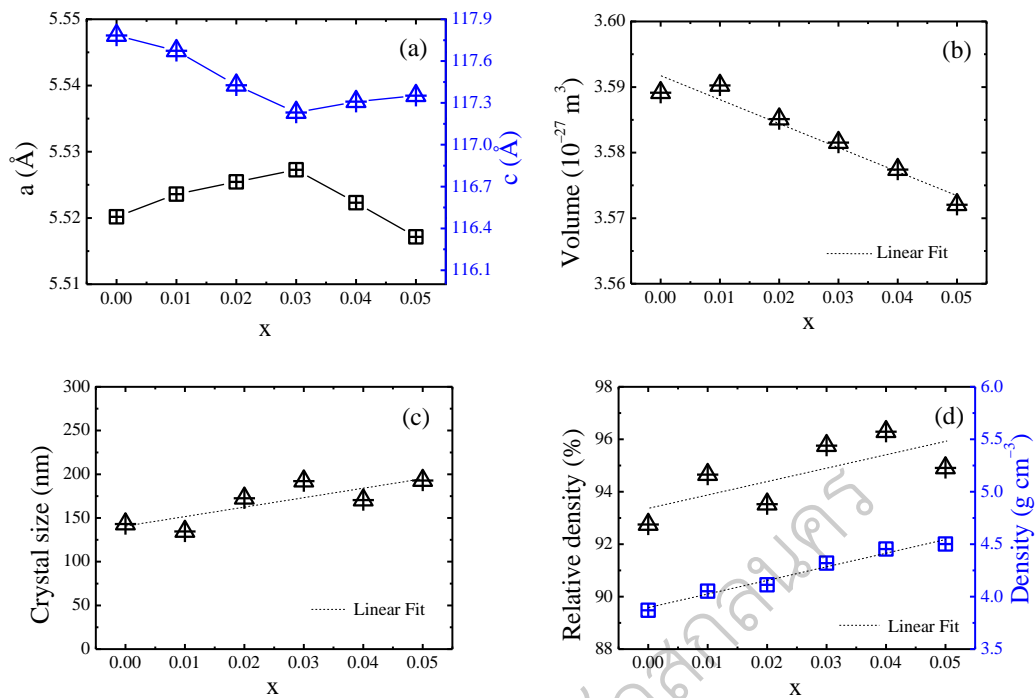 5.55
5.54
5.53
5.52
5.51
a (Å)
(a)
117.9
117.6
117.3
117.0
116.7
116.4
116.1
c (Å)
0.00 0.01 0.02 0.03 0.04 0.05
x
3.60
3.59
3.58
3.57
3.56
Volume (10⁻²⁷ m³)
(b)
Linear Fit
0.00 0.01 0.02 0.03 0.04 0.05
x
300
250
200
150
100
50
0
Crystal size (nm)
(c)
Linear Fit
0.00 0.01 0.02 0.03 0.04 0.05
x
98
96
94
92
90
88
Relative density (%)
(d)
6.0
5.5
5.0
4.5
4.0
3.5
Density (g cm⁻³)
Linear Fit
0.00 0.01 0.02 0.03 0.04 0.05
x